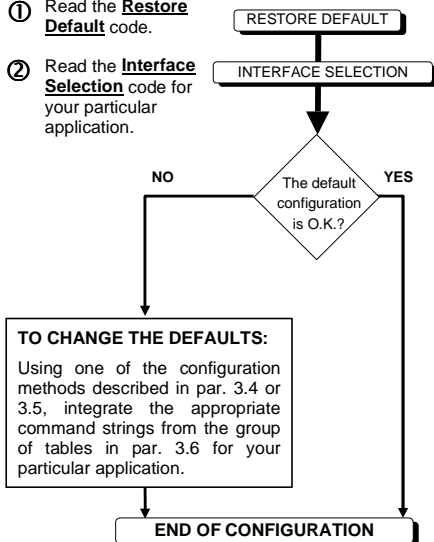 ① Read the Restore
Default code.
② Read the Interface
Selection code for
your particular
application.
RESTORE DEFAULT
INTERFACE SELECTION
NO
The default
configuration
is O.K.?
YES
TO CHANGE THE DEFAULTS:
Using one of the configuration
methods described in par. 3.4 or
3.5, integrate the appropriate
command strings from the group
of tables in par. 3.6 for your
particular application.
END OF CONFIGURATION